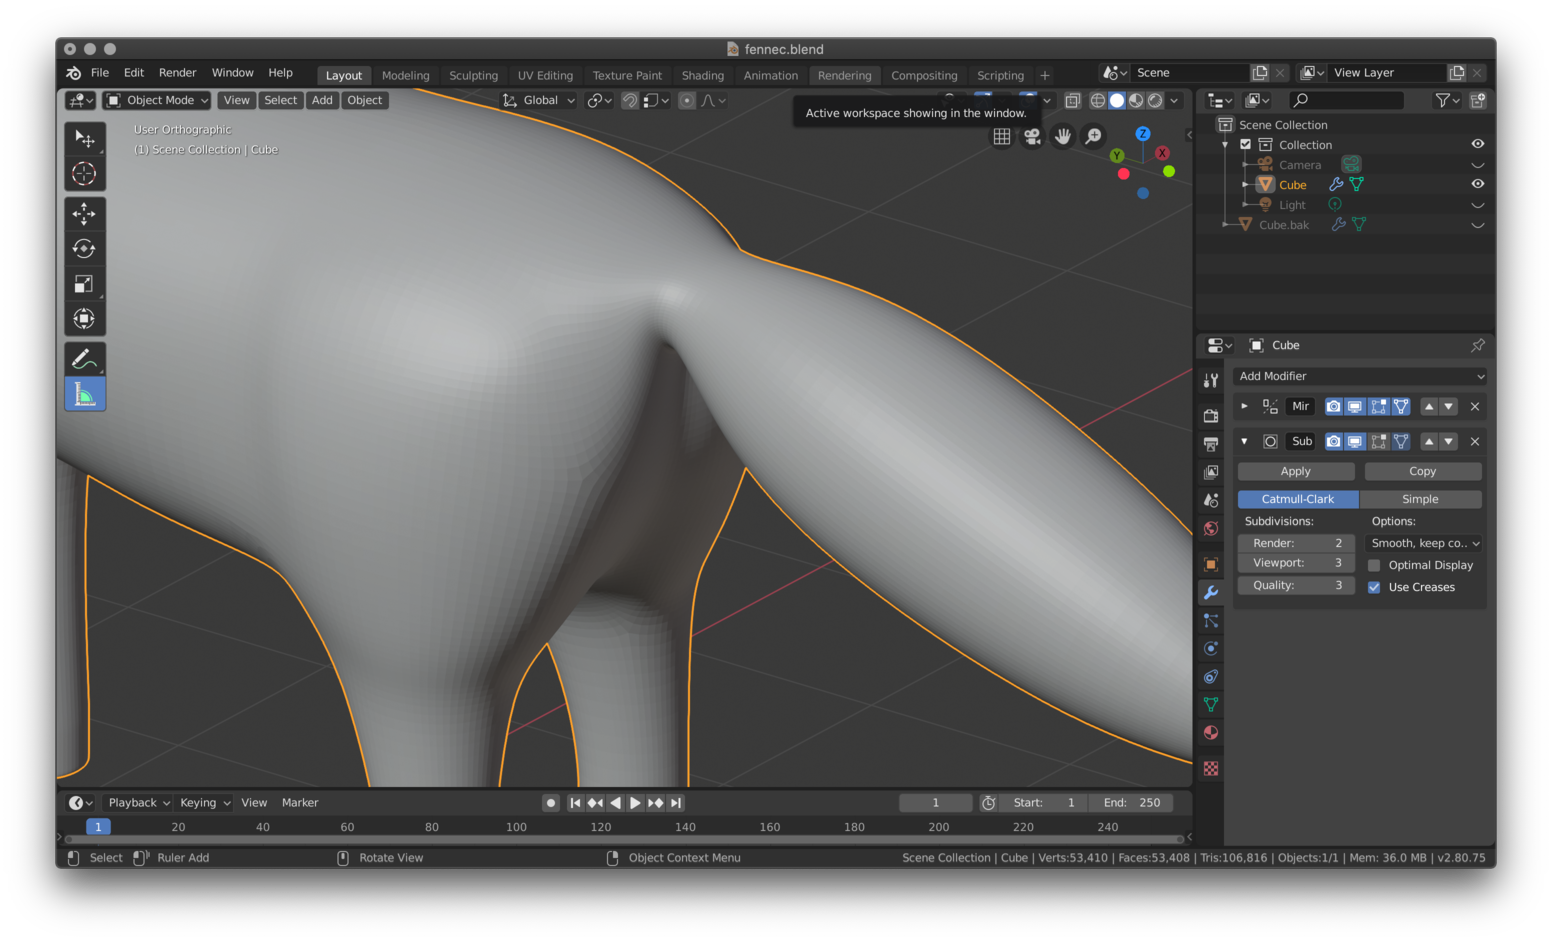 fennec.blend
File Edit Render Window Help Layout Modeling Sculpting UV Editing Texture Paint Shading Animation Rendering Compositing Scripting + Scene View Layer
Object Mode View Select Add Object Global
Active workspace showing in the window.
User Orthographic
(1) Scene Collection | Cube
Z
Y
X
Scene Collection
Collection
Camera
Cube
Light
Cube.bak
Cube
Add Modifier
Mir
Sub
Apply Copy
Catmull-Clark Simple
Subdivisions: Options:
Render: 2 Smooth, keep co..
Viewport: 3 Optimal Display
Quality: 3 Use Creases
Playback Keying View Marker 1 Start: 1 End: 250
1 20 40 60 80 100 120 140 160 180 200 220 240
Select Ruler Add Rotate View Object Context Menu Scene Collection | Cube | Verts:53,410 | Faces:53,408 | Tris:106,816 | Objects:1/1 | Mem: 36.0 MB | v2.80.75